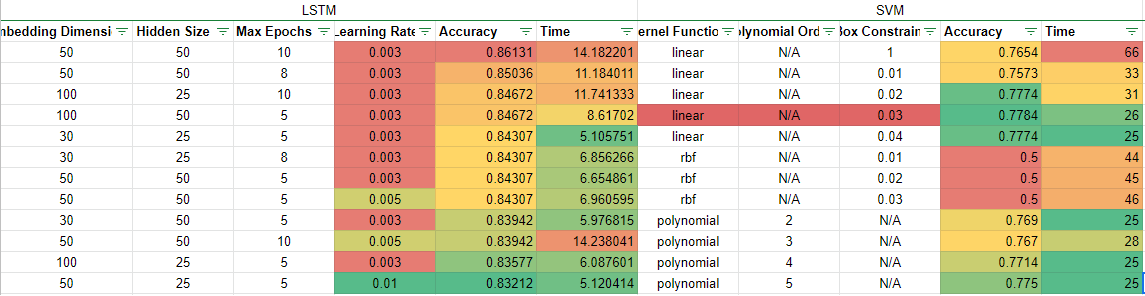 LSTM SVM
mbedding Dimensi Hidden Size Max Epochs Learning Rate Accuracy Time ernel Functio olynomial Ord Box Constrain Accuracy Time
50 50 10 0.003 0.86131 14.182201 linear N/A 1 0.7654 66
50 50 8 0.003 0.85036 11.184011 linear N/A 0.01 0.7573 33
100 25 10 0.003 0.84672 11.741333 linear N/A 0.02 0.7774 31
100 50 5 0.003 0.84672 8.61702 linear N/A 0.03 0.7784 26
30 25 5 0.003 0.84307 5.105751 linear N/A 0.04 0.7774 25
30 25 8 0.003 0.84307 6.856266 rbf N/A 0.01 0.5 44
50 50 5 0.003 0.84307 6.654861 rbf N/A 0.02 0.5 45
50 50 5 0.005 0.84307 6.960595 rbf N/A 0.03 0.5 46
30 50 5 0.003 0.83942 5.976815 polynomial 2 N/A 0.769 25
50 50 10 0.005 0.83942 14.238041 polynomial 3 N/A 0.767 28
100 25 5 0.003 0.83577 6.087601 polynomial 4 N/A 0.7714 25
50 25 5 0.01 0.83212 5.120414 polynomial 5 N/A 0.775 25